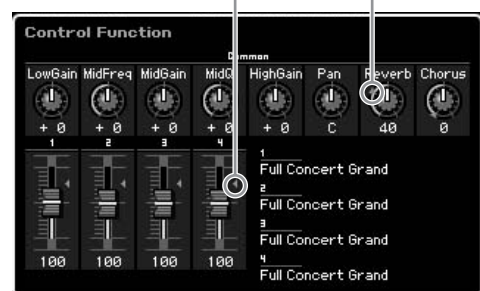 Control Function
Common
LowGain MidFreq MidGain MidQ HighGain Pan Reverb Chorus
+ 0 + 0 + 0 + 0 + 0 C 40 0
1 2 3 4
100 100 100 100
1
Full Concert Grand
2
Full Concert Grand
3
Full Concert Grand
4
Full Concert Grand